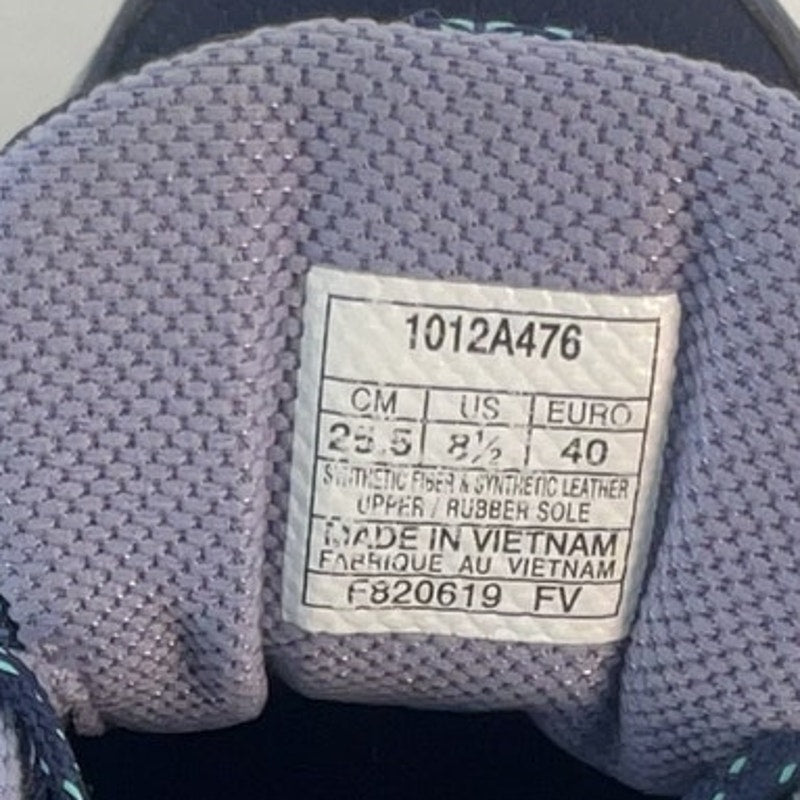 1012A476
CM US EURO
25.5 8½ 40
SYNTHETIC FIBER & SYNTHETIC LEATHER
UPPER / RUBBER SOLE
MADE IN VIETNAM
FABRIQUE AU VIETNAM
F820619 FV